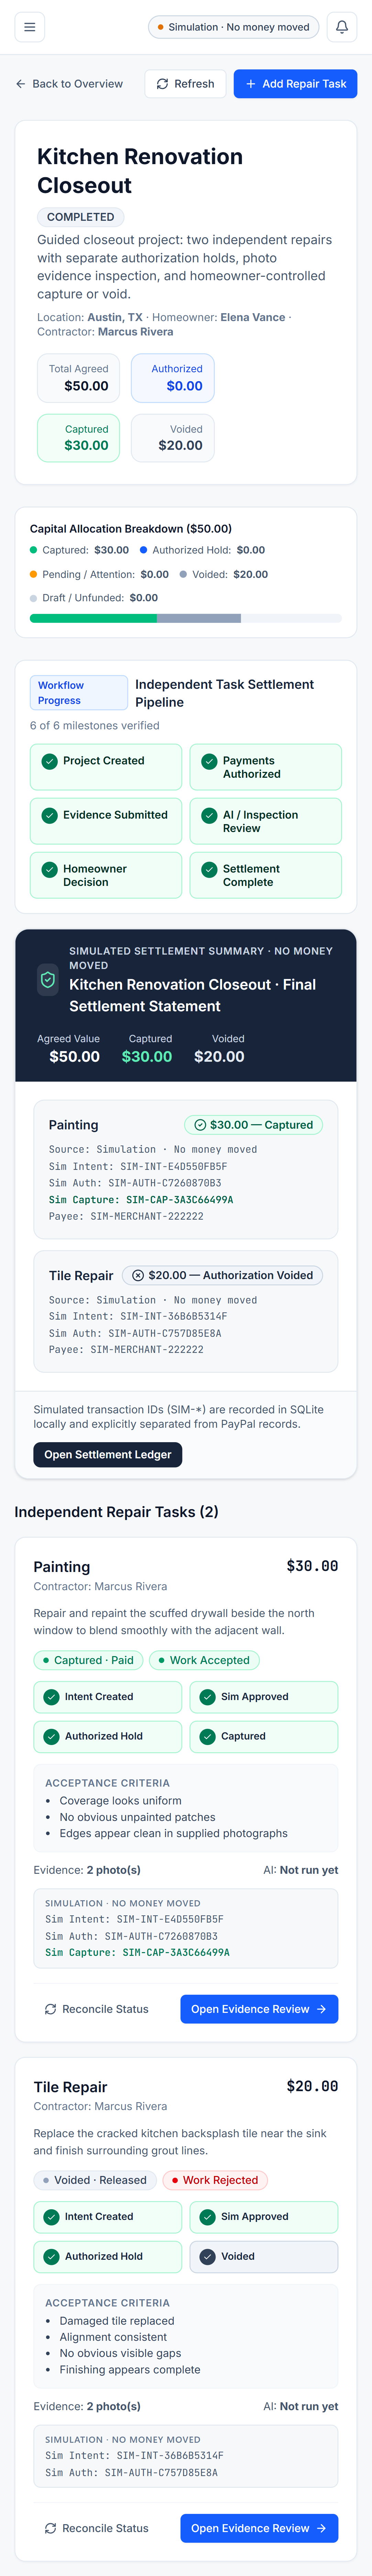 Simulation · No money moved
Back to Overview
Refresh
Add Repair Task
Kitchen Renovation
Closeout
COMPLETED
Guided closeout project: two independent repairs
with separate authorization holds, photo
evidence inspection, and homeowner-controlled
capture or void.
Location: Austin, TX · Homeowner: Elena Vance ·
Contractor: Marcus Rivera
Total Agreed
$50.00
Authorized
$0.00
Captured
$30.00
Voided
$20.00
Capital Allocation Breakdown ($50.00)
Captured: $30.00
Authorized Hold: $0.00
Pending / Attention: $0.00
Voided: $20.00
Draft / Unfunded: $0.00
Workflow
Progress
Independent Task Settlement
Pipeline
6 of 6 milestones verified
Project Created
Payments
Authorized
Evidence Submitted
AI / Inspection
Review
Homeowner
Decision
Settlement
Complete
SIMULATED SETTLEMENT SUMMARY · NO MONEY
MOVED
Kitchen Renovation Closeout · Final
Settlement Statement
Agreed Value
$50.00
Captured
$30.00
Voided
$20.00
Painting
$30.00 — Captured
Source: Simulation · No money moved
Sim Intent: SIM-INT-E4D550FB5F
Sim Auth: SIM-AUTH-C7260870B3
Sim Capture: SIM-CAP-3A3C66499A
Payee: SIM-MERCHANT-222222
Tile Repair
$20.00 — Authorization Voided
Source: Simulation · No money moved
Sim Intent: SIM-INT-36B6B5314F
Sim Auth: SIM-AUTH-C757D85E8A
Payee: SIM-MERCHANT-222222
Simulated transaction IDs (SIM-*) are recorded in SQLite
locally and explicitly separated from PayPal records.
Open Settlement Ledger
Independent Repair Tasks (2)
Painting
$30.00
Contractor: Marcus Rivera
Repair and repaint the scuffed drywall beside the north
window to blend smoothly with the adjacent wall.
Captured · Paid
Work Accepted
Intent Created
Sim Approved
Authorized Hold
Captured
ACCEPTANCE CRITERIA
• Coverage looks uniform
• No obvious unpainted patches
• Edges appear clean in supplied photographs
Evidence: 2 photo(s)
AI: Not run yet
SIMULATION · NO MONEY MOVED
Sim Intent: SIM-INT-E4D550FB5F
Sim Auth: SIM-AUTH-C7260870B3
Sim Capture: SIM-CAP-3A3C66499A
Reconcile Status
Open Evidence Review
Tile Repair
$20.00
Contractor: Marcus Rivera
Replace the cracked kitchen backsplash tile near the sink
and finish surrounding grout lines.
Voided · Released
Work Rejected
Intent Created
Sim Approved
Authorized Hold
Voided
ACCEPTANCE CRITERIA
• Damaged tile replaced
• Alignment consistent
• No obvious visible gaps
• Finishing appears complete
Evidence: 2 photo(s)
AI: Not run yet
SIMULATION · NO MONEY MOVED
Sim Intent: SIM-INT-36B6B5314F
Sim Auth: SIM-AUTH-C757D85E8A
Reconcile Status
Open Evidence Review